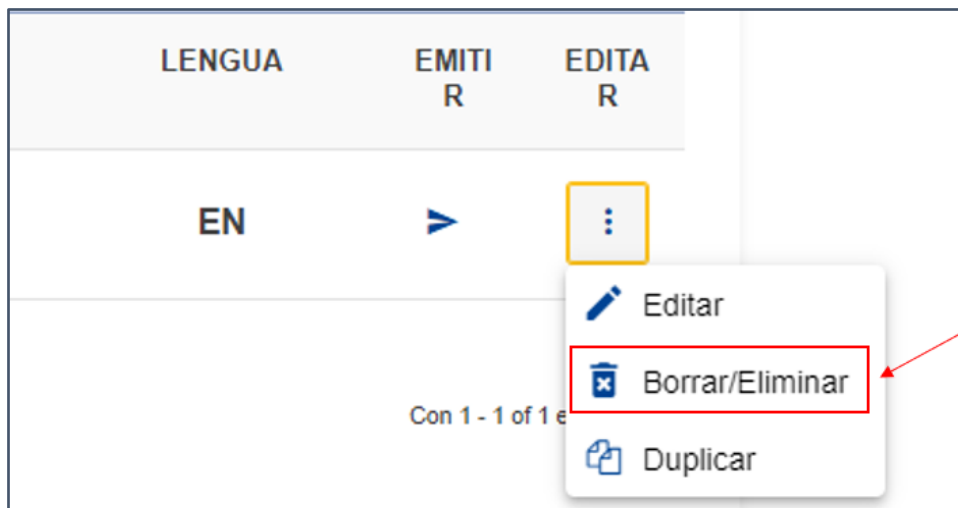 LENGUA EMITI EDITA
R R
EN
Editar
Borrar/Eliminar
Con 1 - 1 of 1 e
Duplicar